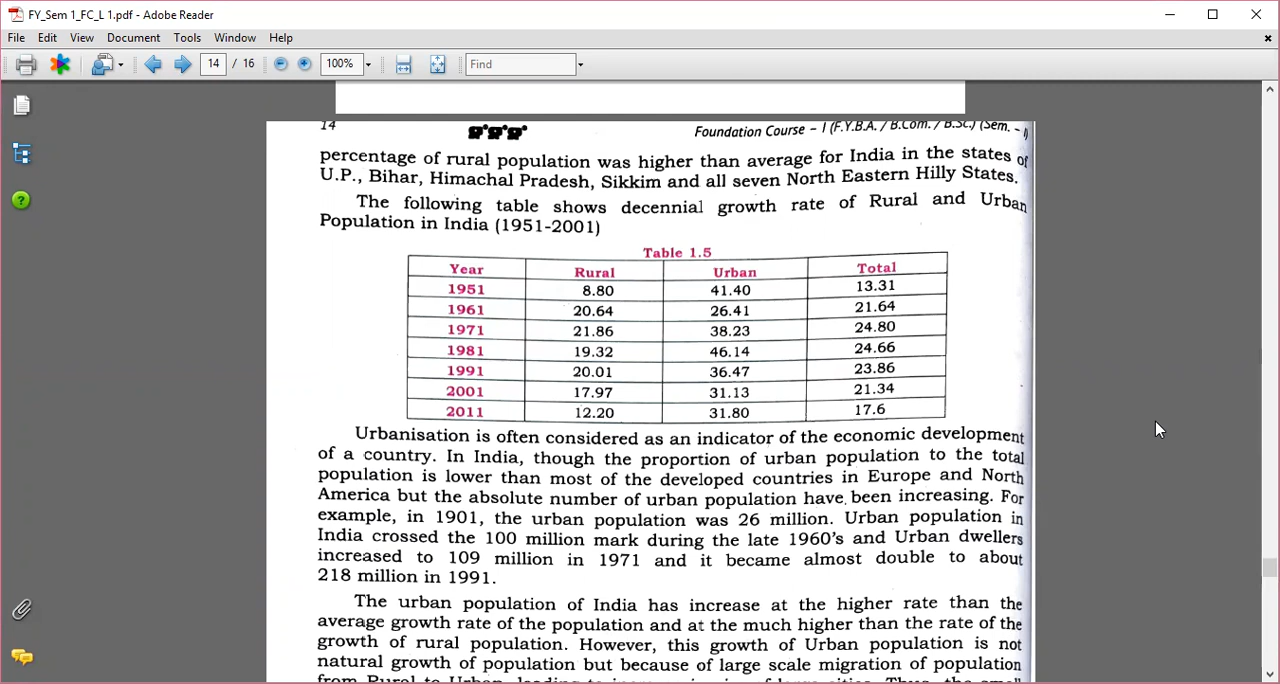 FY_Sem 1_FC_L 1.pdf - Adobe Reader
File Edit View Document Tools Window Help
14 / 16 100% Find
14 Foundation Course – I (F.Y.B.A. / B.Com. / B.Sc.) (Sem. – I)
percentage of rural population was higher than average for India in the states of
U.P., Bihar, Himachal Pradesh, Sikkim and all seven North Eastern Hilly States.
The following table shows decennial growth rate of Rural and Urban
Population in India (1951-2001)
Table 1.5
Year Rural Urban Total
1951 8.80 41.40 13.31
1961 20.64 26.41 21.64
1971 21.86 38.23 24.80
1981 19.32 46.14 24.66
1991 20.01 36.47 23.86
2001 17.97 31.13 21.34
2011 12.20 31.80 17.6
Urbanisation is often considered as an indicator of the economic development
of a country. In India, though the proportion of urban population to the total
population is lower than most of the developed countries in Europe and North
America but the absolute number of urban population have been increasing. For
example, in 1901, the urban population was 26 million. Urban population in
India crossed the 100 million mark during the late 1960's and Urban dwellers
increased to 109 million in 1971 and it became almost double to about
218 million in 1991.
The urban population of India has increase at the higher rate than the
average growth rate of the population and at the much higher than the rate of the
growth of rural population. However, this growth of Urban population is not
natural growth of population but because of large scale migration of population
from Rural to Urban, leading to